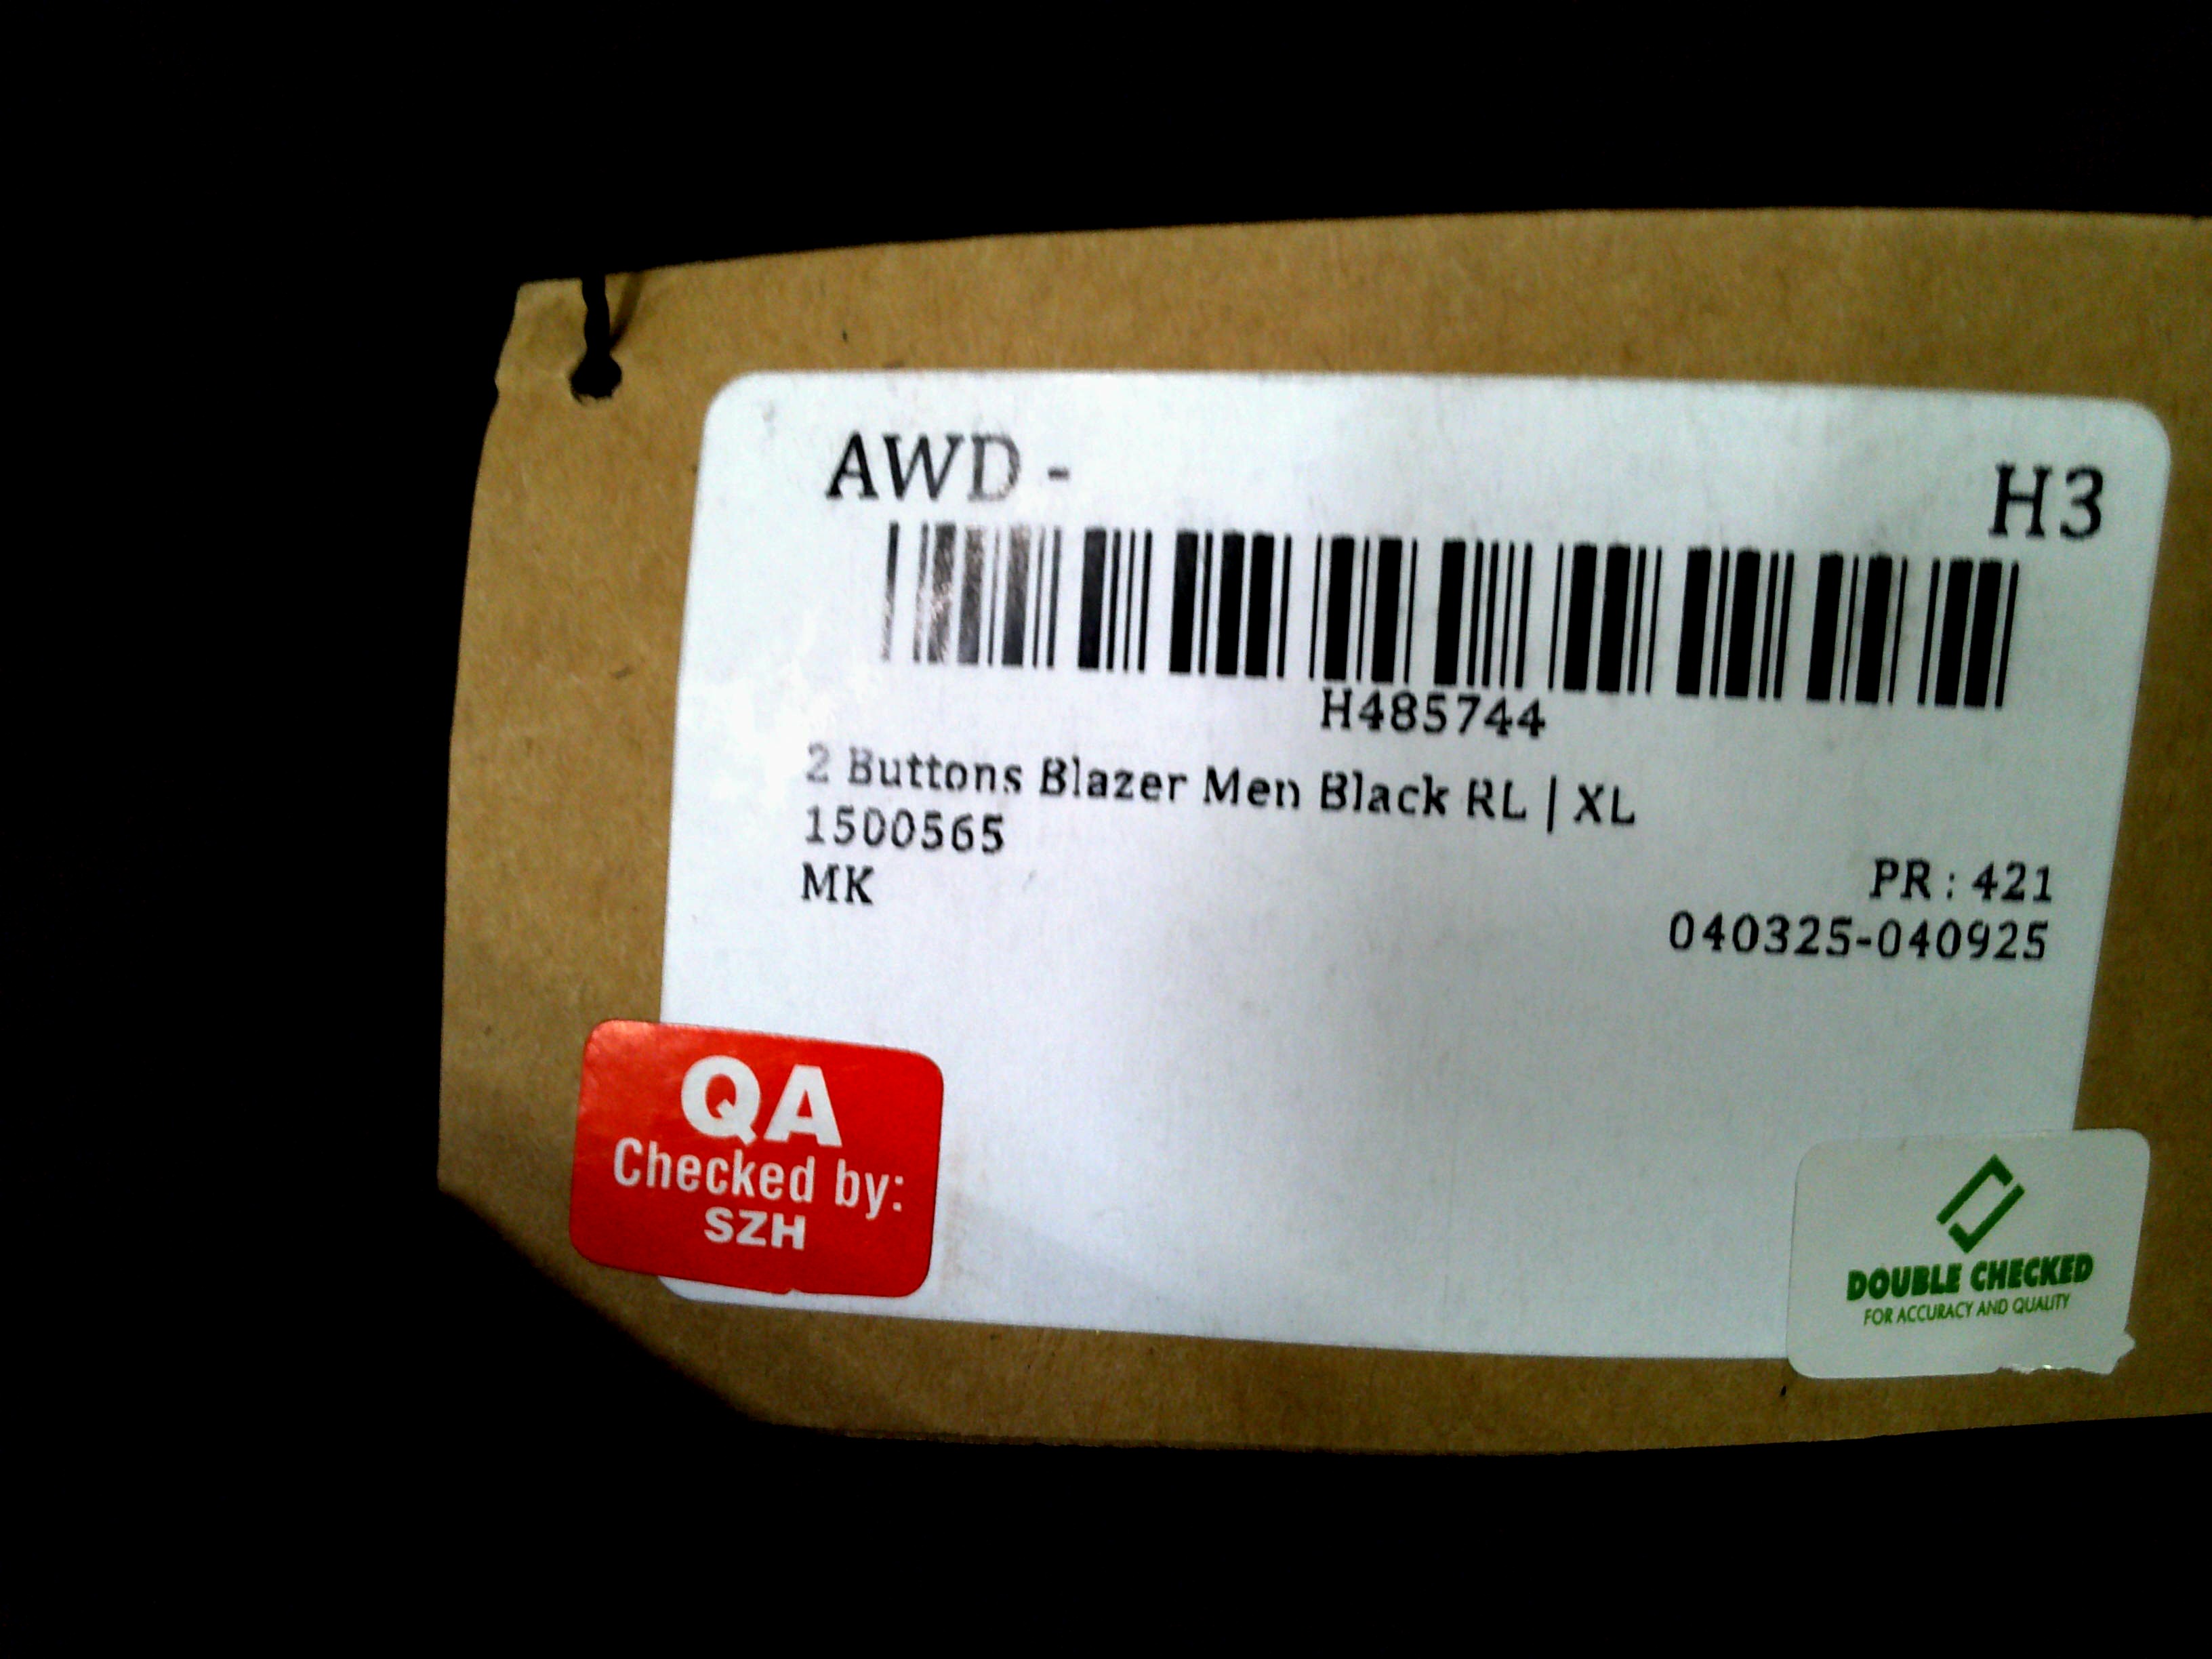 AWD - H3
H485744
2 Buttons Blazer Men Black RL | XL
1500565
MK PR : 421
040325-040925
QA
Checked by:
SZH
DOUBLE CHECKED
FOR ACCURACY AND QUALITY